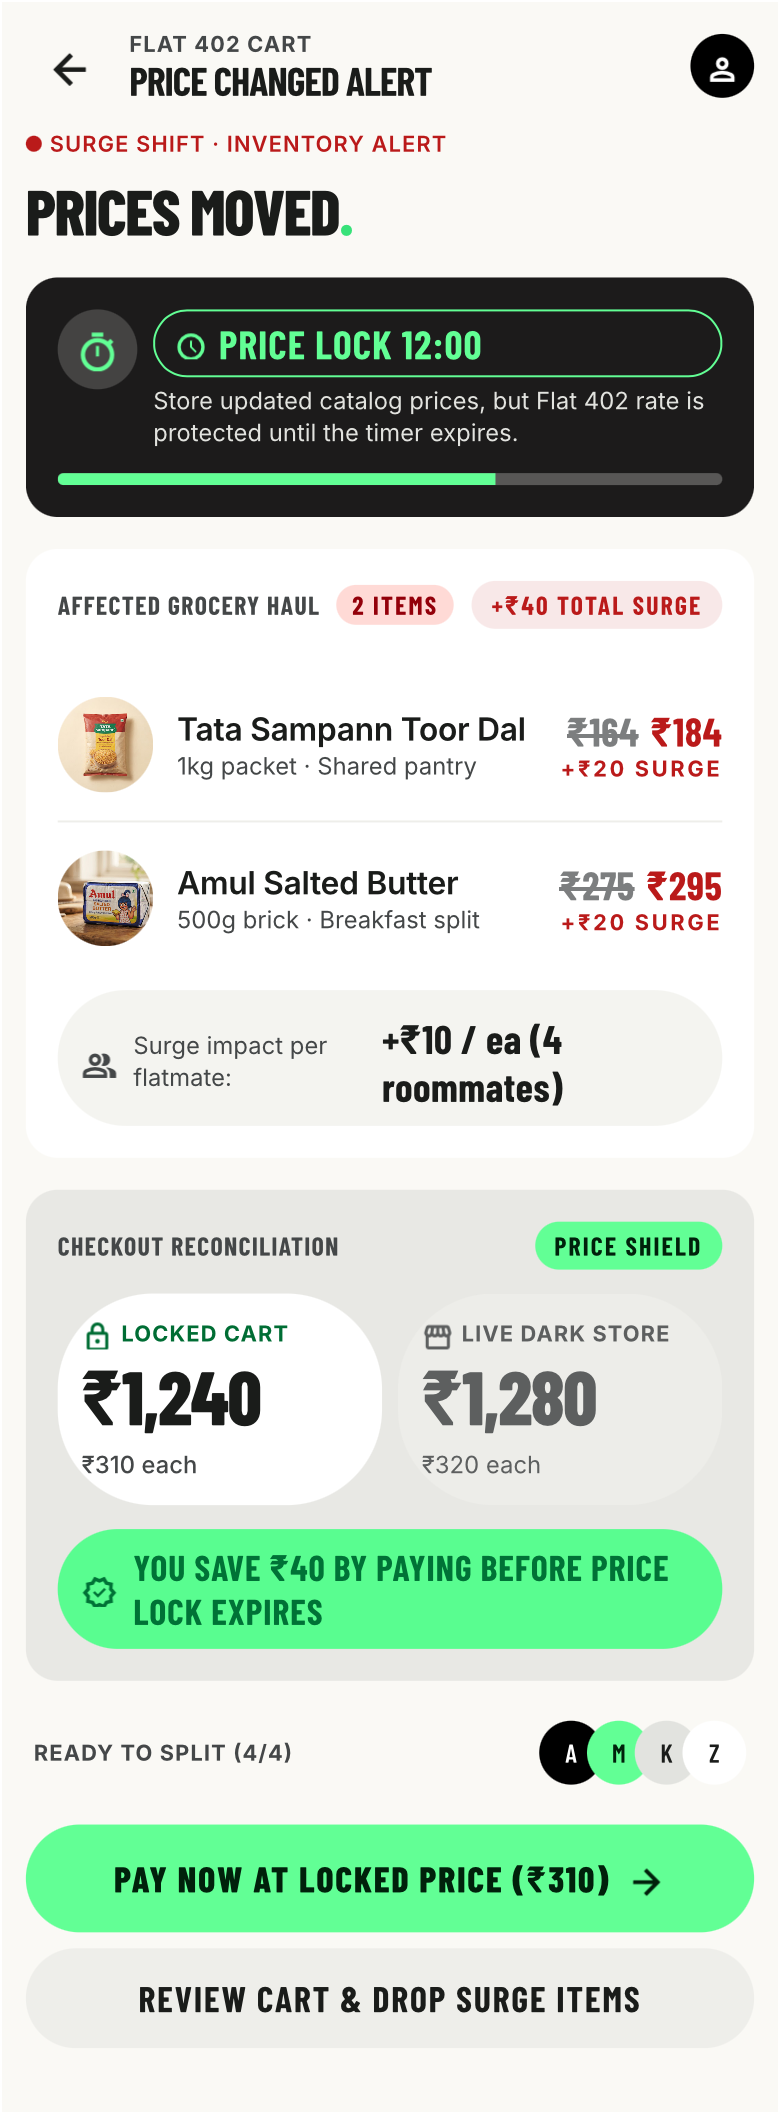 FLAT 402 CART
PRICE CHANGED ALERT
SURGE SHIFT · INVENTORY ALERT
PRICES MOVED.
PRICE LOCK 12:00
Store updated catalog prices, but Flat 402 rate is
protected until the timer expires.
AFFECTED GROCERY HAUL 2 ITEMS +₹40 TOTAL SURGE
Tata Sampann Toor Dal ₹164 ₹184
1kg packet · Shared pantry +₹20 SURGE
Amul Salted Butter ₹275 ₹295
500g brick · Breakfast split +₹20 SURGE
Amul
Surge impact per
flatmate:
+₹10 / ea (4
roommates)
CHECKOUT RECONCILIATION PRICE SHIELD
LOCKED CART
₹1,240
₹310 each
LIVE DARK STORE
₹1,280
₹320 each
YOU SAVE ₹40 BY PAYING BEFORE PRICE
LOCK EXPIRES
READY TO SPLIT (4/4) A M K Z
PAY NOW AT LOCKED PRICE (₹310)
REVIEW CART & DROP SURGE ITEMS